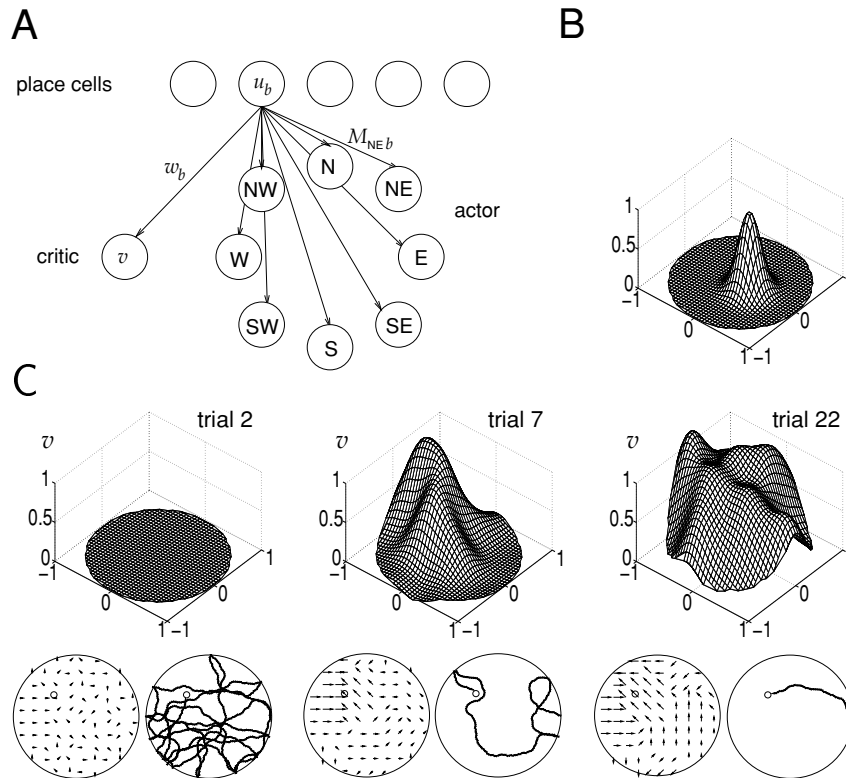 A
B
place cells
u_b
w_b
M_NE b
N
NW
NE
actor
critic
v
W
E
SW
SE
S
1
0.5
0
−1
0
1 −1
0
C
trial 2
v
1
0.5
0
−1
0
1 −1
0
1
trial 7
v
1
0.5
0
−1
0
1 −1
0
1
trial 22
v
1
0.5
0
−1
0
1 −1
0